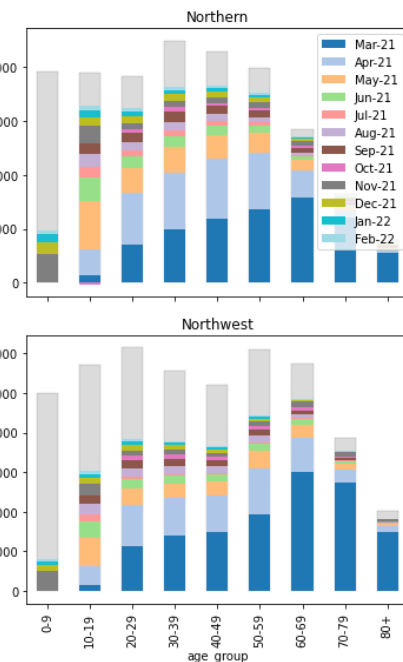 Northern
Mar-21
Apr-21
May-21
Jun-21
Jul-21
Aug-21
Sep-21
Oct-21
Nov-21
Dec-21
Jan-22
Feb-22
0
Northwest
0
0-9
10-19
20-29
30-39
40-49
50-59
60-69
70-79
80+
age_group